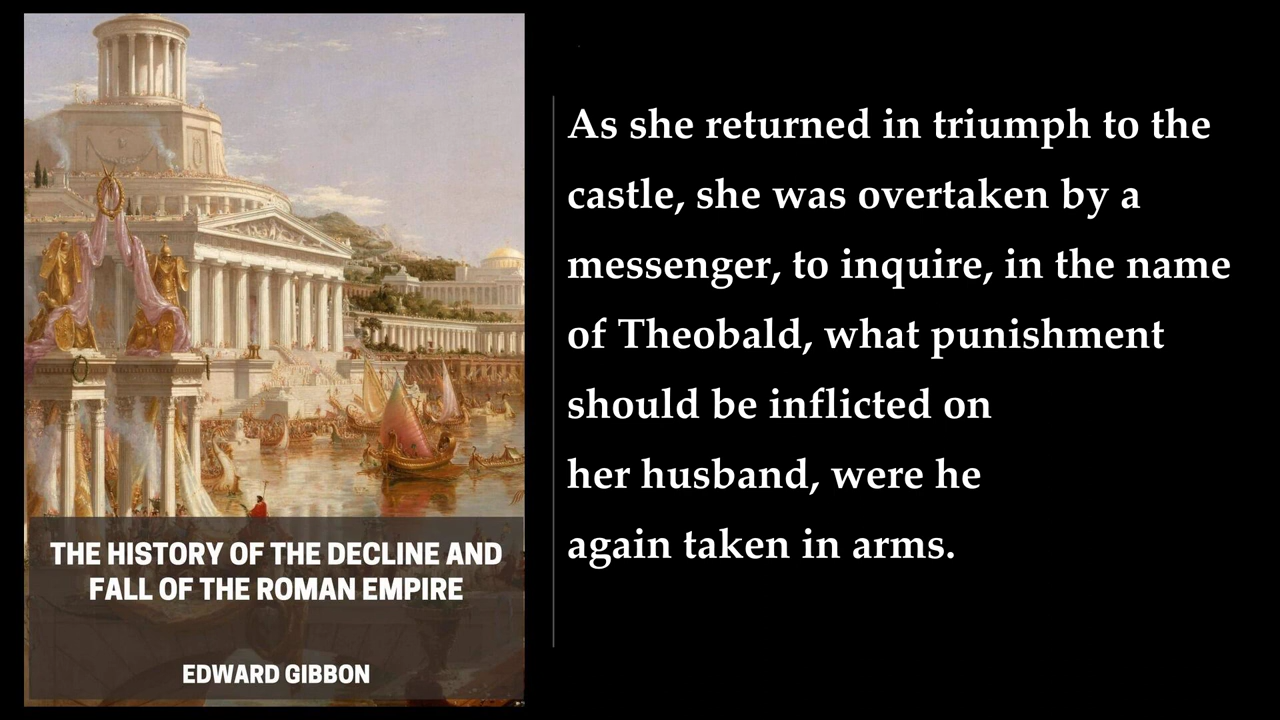 THE HISTORY OF THE DECLINE AND
FALL OF THE ROMAN EMPIRE
EDWARD GIBBON
As she returned in triumph to the
castle, she was overtaken by a
messenger, to inquire, in the name
of Theobald, what punishment
should be inflicted on
her husband, were he
again taken in arms.